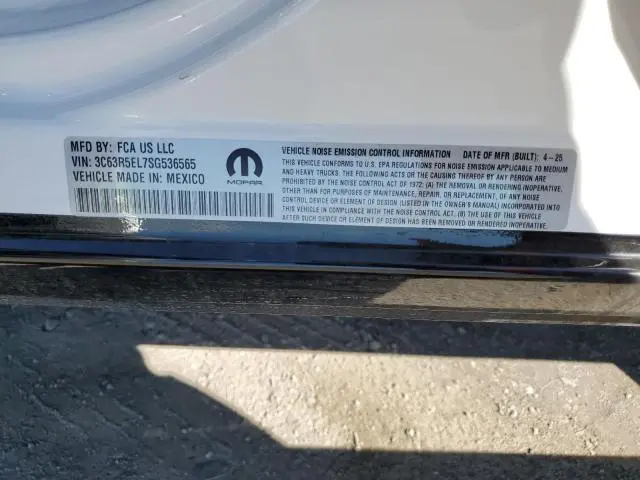 MFD BY: FCA US LLC
VIN: 3C63R5EL7SG536565
VEHICLE MADE IN: MEXICO
MOPAR
VEHICLE NOISE EMISSION CONTROL INFORMATION DATE OF MFR (BUILT): 4-25
THIS VEHICLE CONFORMS TO U.S. EPA REGULATIONS FOR NOISE EMISSION APPLICABLE TO MEDIUM
AND HEAVY TRUCKS. THE FOLLOWING ACTS OR THE CAUSING THEREOF BY ANY PERSON ARE
PROHIBITED BY THE NOISE CONTROL ACT OF 1972: (A) THE REMOVAL OR RENDERING INOPERATIVE,
OTHER THAN FOR PURPOSES OF MAINTENANCE, REPAIR, OR REPLACEMENT, OF ANY NOISE
CONTROL DEVICE OR ELEMENT OF DESIGN (LISTED IN THE OWNER'S MANUAL) INCORPORATED INTO
THIS VEHICLE IN COMPLIANCE WITH THE NOISE CONTROL ACT, (B) THE USE OF THIS VEHICLE
AFTER SUCH DEVICE OR ELEMENT OF DESIGN HAS BEEN REMOVED OR RENDERED INOPERATIVE.